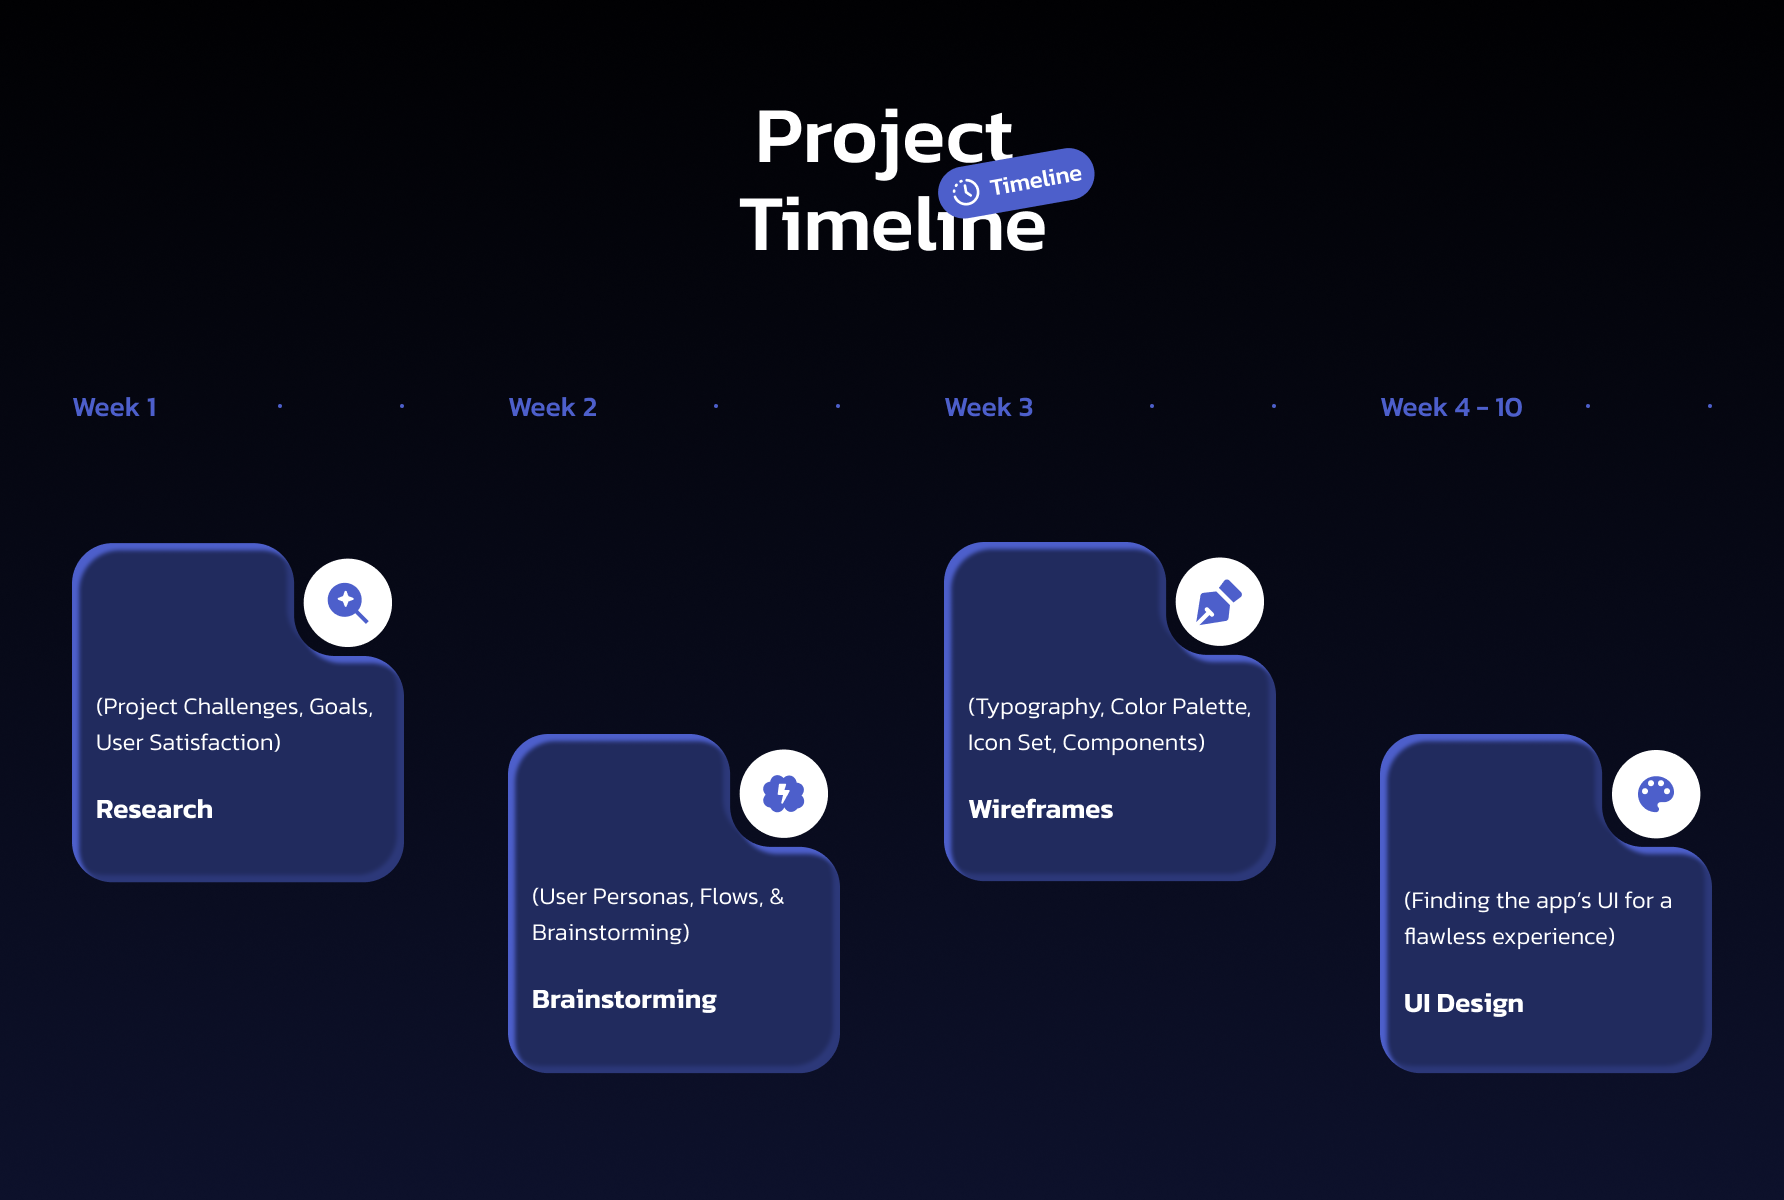 Project
Timeline
Timeline
Week 1
Week 2
Week 3
Week 4 - 10
(Project Challenges, Goals,
User Satisfaction)
Research
(User Personas, Flows, &
Brainstorming)
Brainstorming
(Typography, Color Palette,
Icon Set, Components)
Wireframes
(Finding the app's UI for a
flawless experience)
UI Design